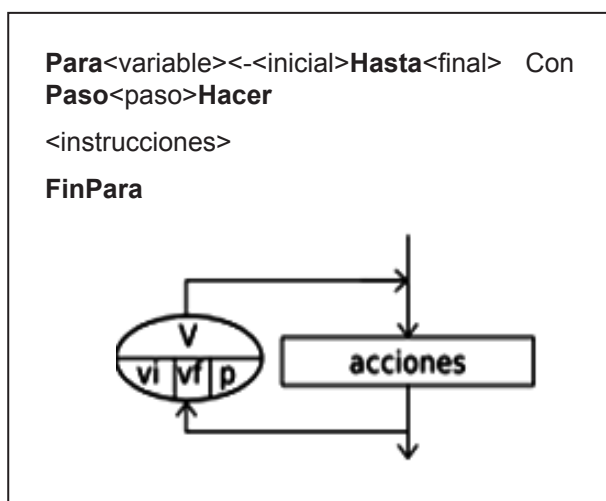 Para<variable><-<inicial>Hasta<final> Con
Paso<paso>Hacer
<instrucciones>
FinPara
V
vi vf p
acciones